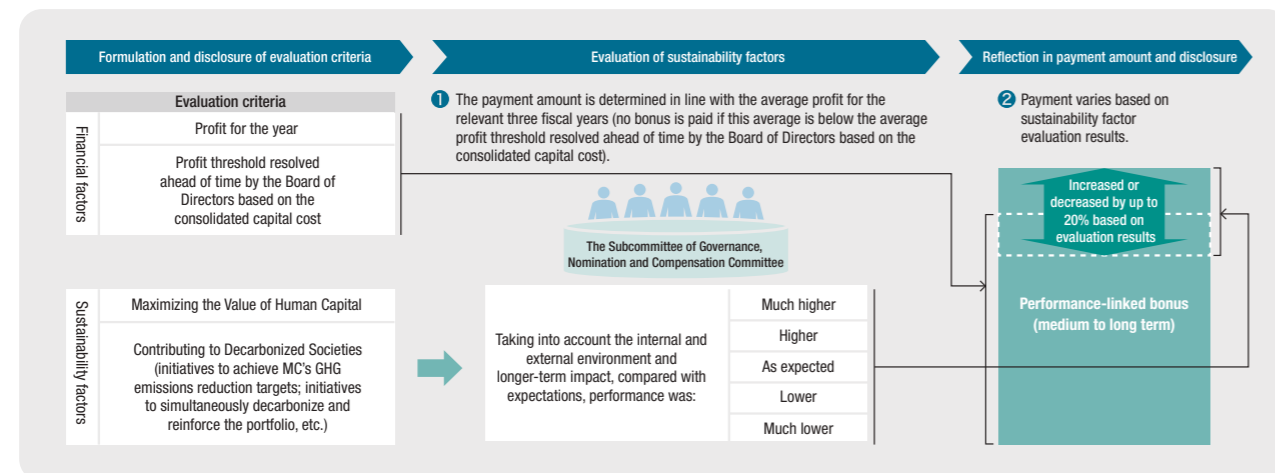 Formulation and disclosure of evaluation criteria
Evaluation of sustainability factors
Reflection in payment amount and disclosure
Evaluation criteria
Financial factors
Profit for the year
Profit threshold resolved
ahead of time by the Board of
Directors based on the
consolidated capital cost
1 The payment amount is determined in line with the average profit for the
relevant three fiscal years (no bonus is paid if this average is below the average
profit threshold resolved ahead of time by the Board of Directors based on the
consolidated capital cost).
The Subcommittee of Governance,
Nomination and Compensation Committee
2 Payment varies based on
sustainability factor
evaluation results.
Increased or
decreased by up to
20% based on
evaluation results
Performance-linked bonus
(medium to long term)
Sustainability factors
Maximizing the Value of Human Capital
Contributing to Decarbonized Societies
(initiatives to achieve MC's GHG
emissions reduction targets; initiatives
to simultaneously decarbonize and
reinforce the portfolio, etc.)
Taking into account the internal and
external environment and
longer-term impact, compared with
expectations, performance was:
Much higher
Higher
As expected
Lower
Much lower